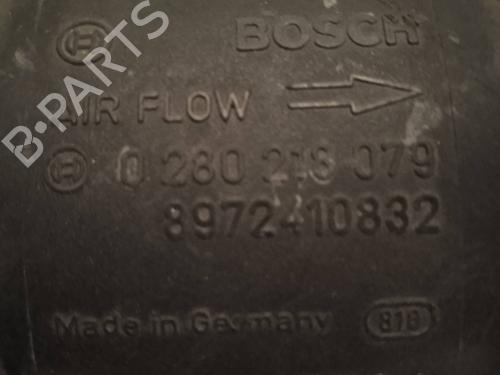 BOSCH
AIR FLOW
0 280 218 079
8972410832
Made in Germany 818
B-PARTS